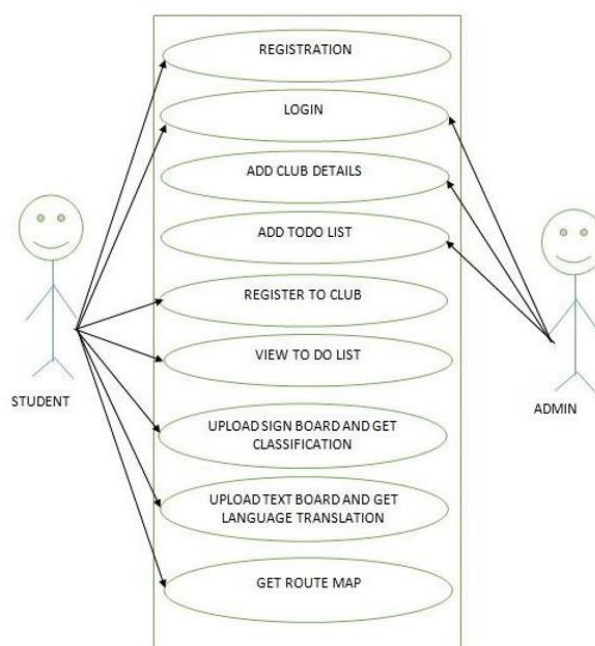 REGISTRATION
LOGIN
ADD CLUB DETAILS
ADD TODO LIST
REGISTER TO CLUB
VIEW TO DO LIST
STUDENT
ADMIN
UPLOAD SIGN BOARD AND GET
CLASSIFICATION
UPLOAD TEXT BOARD AND GET
LANGUAGE TRANSLATION
GET ROUTE MAP